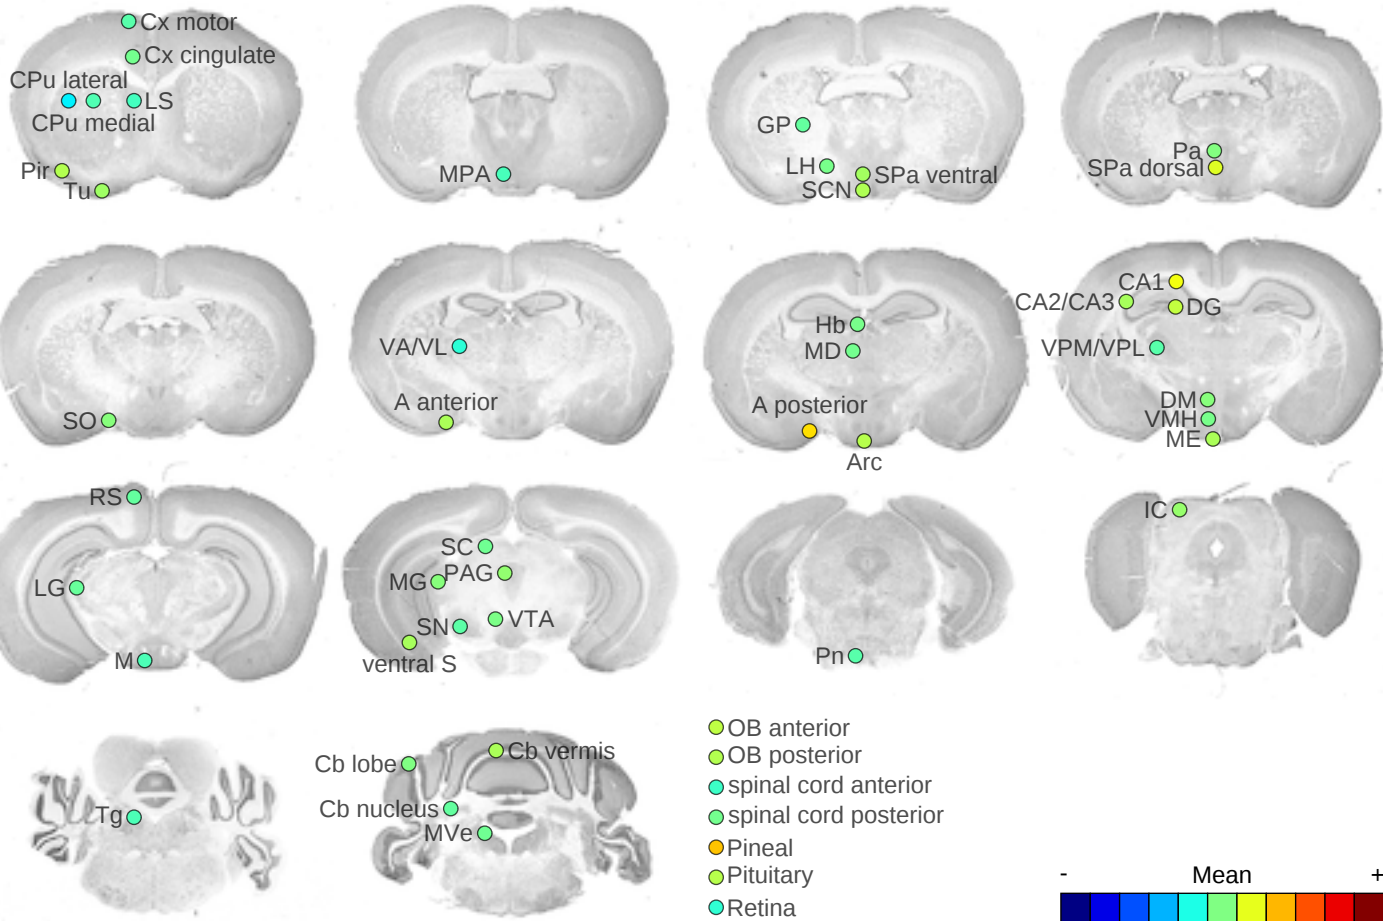 Cx motor
Cx cingulate
CPu lateral
LS
CPu medial
Pir
Tu
MPA
GP
LH
SPa ventral
SCN
Pa
SPa dorsal
SO
VA/VL
A anterior
Hb
MD
A posterior
Arc
CA1
CA2/CA3
DG
VPM/VPL
DM
VMH
ME
RS
LG
M
SC
MG PAG
SN VTA
ventral S
Pn
IC
Tg
Cb lobe
Cb vermis
Cb nucleus
MVe
OB anterior
OB posterior
spinal cord anterior
spinal cord posterior
Pineal
Pituitary
Retina
- Mean +